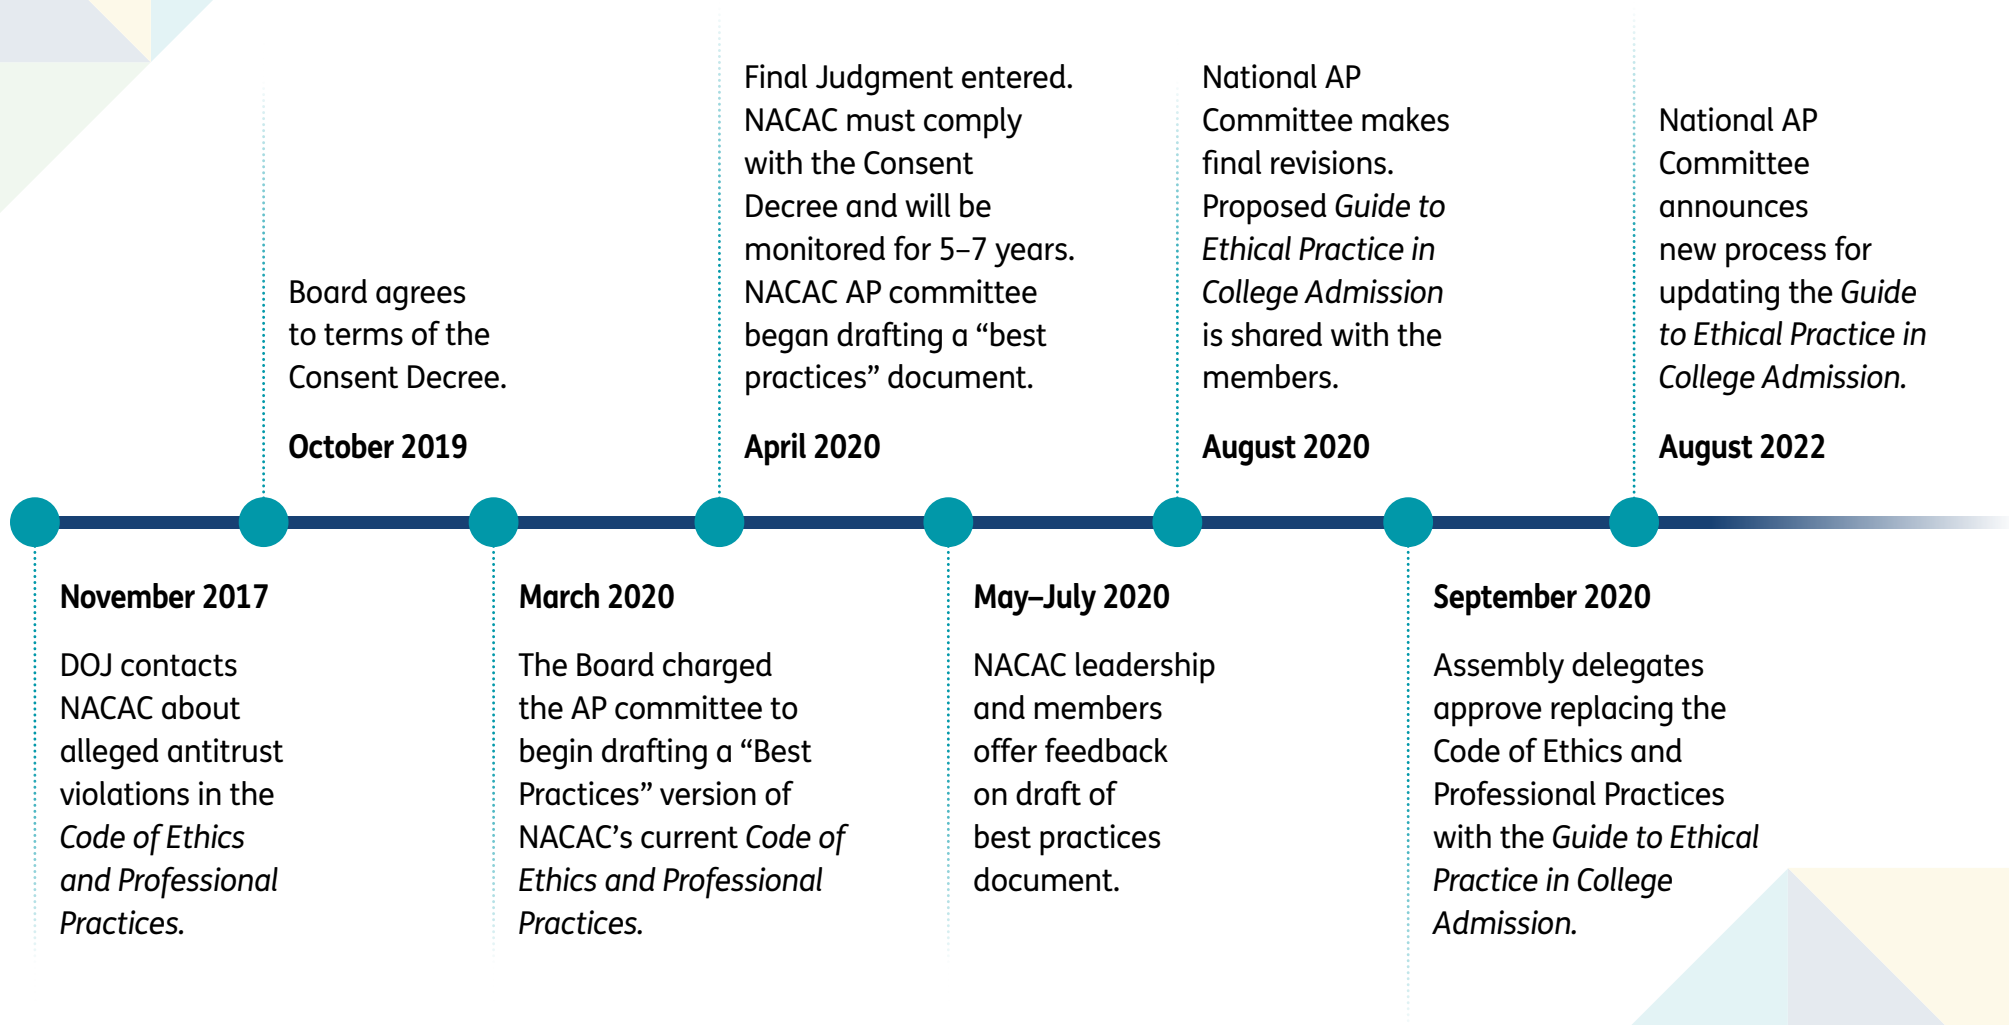 November 2017
DOJ contacts
NACAC about
alleged antitrust
violations in the
Code of Ethics
and Professional
Practices.
Board agrees
to terms of the
Consent Decree.
October 2019
March 2020
The Board charged
the AP committee to
begin drafting a “Best
Practices” version of
NACAC’s current Code of
Ethics and Professional
Practices.
Final Judgment entered.
NACAC must comply
with the Consent
Decree and will be
monitored for 5–7 years.
NACAC AP committee
began drafting a “best
practices” document.
April 2020
May–July 2020
NACAC leadership
and members
offer feedback
on draft of
best practices
document.
National AP
Committee makes
final revisions.
Proposed Guide to
Ethical Practice in
College Admission
is shared with the
members.
August 2020
September 2020
Assembly delegates
approve replacing the
Code of Ethics and
Professional Practices
with the Guide to Ethical
Practice in College
Admission.
National AP
Committee
announces
new process for
updating the Guide
to Ethical Practice in
College Admission.
August 2022